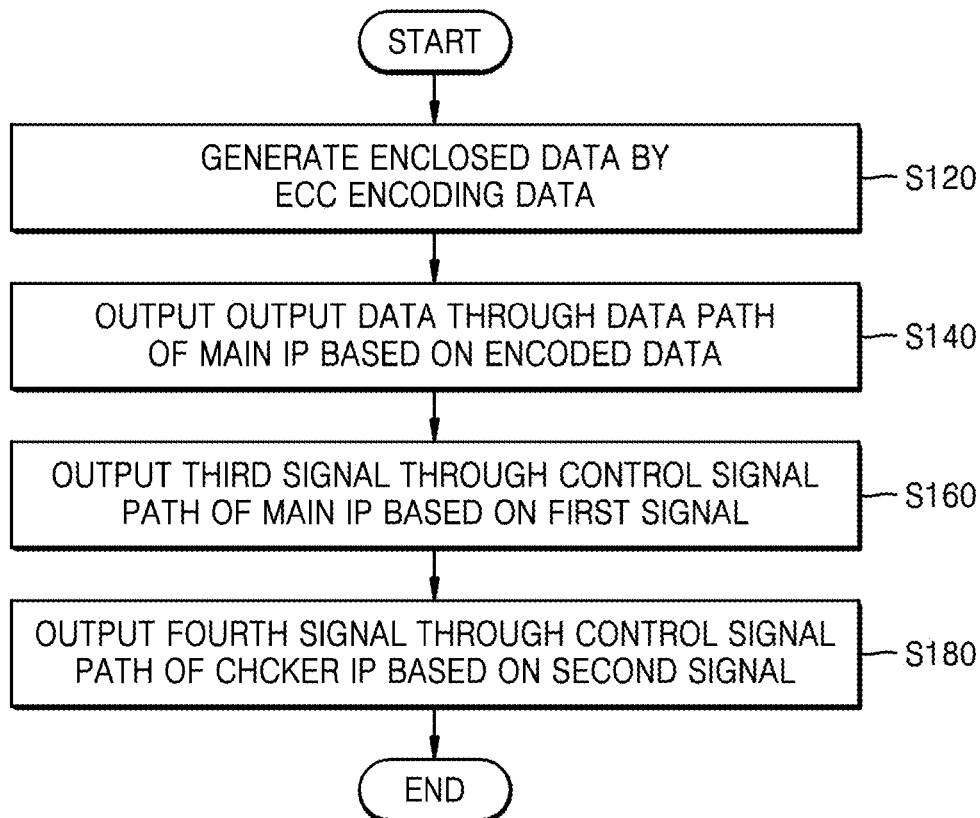 START
GENERATE ENCLOSED DATA BY
ECC ENCODING DATA
S120
OUTPUT OUTPUT DATA THROUGH DATA PATH
OF MAIN IP BASED ON ENCODED DATA
S140
OUTPUT THIRD SIGNAL THROUGH CONTROL SIGNAL
PATH OF MAIN IP BASED ON FIRST SIGNAL
S160
OUTPUT FOURTH SIGNAL THROUGH CONTROL SIGNAL
PATH OF CHCKER IP BASED ON SECOND SIGNAL
S180
END